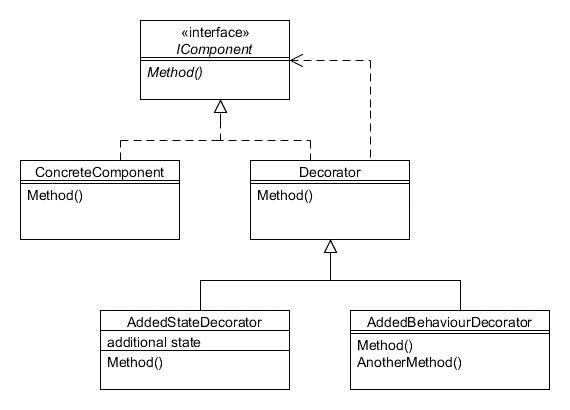 «interface»
IComponent
Method()
ConcreteComponent
Method()
Decorator
Method()
AddedStateDecorator
additional state
Method()
AddedBehaviourDecorator
Method()
AnotherMethod()